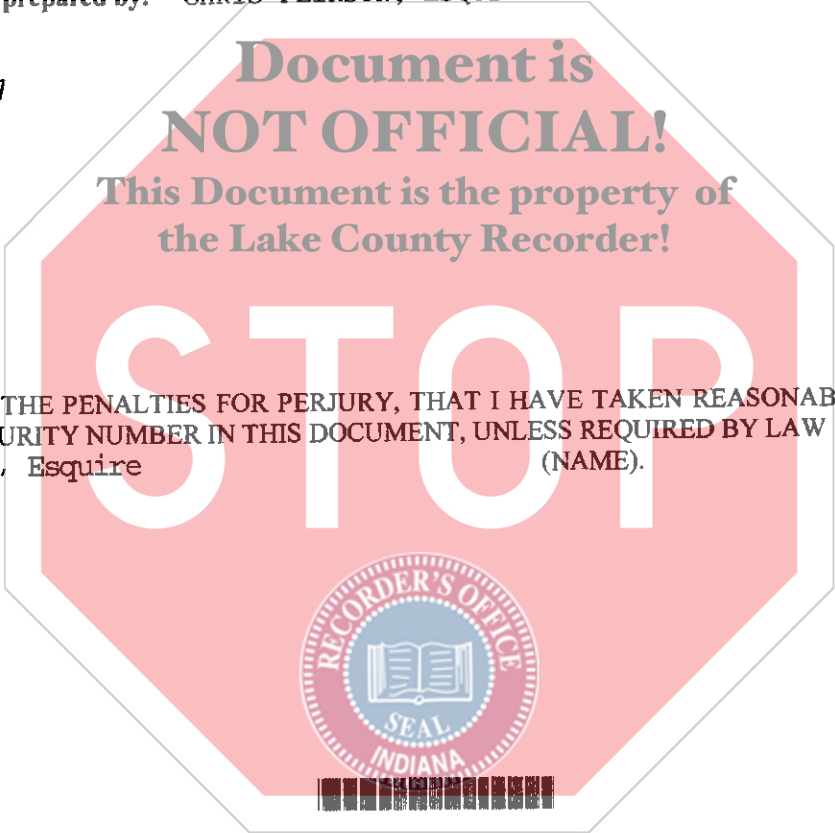 prepared by:
Document is
NOT OFFICIAL!
This Document is the property of
the Lake County Recorder!
STOP
THE PENALTIES FOR PERJURY, THAT I HAVE TAKEN REASONAB
URITY NUMBER IN THIS DOCUMENT, UNLESS REQUIRED BY LAW
, Esquire (NAME).
RECORDER'S OFFICE
SEAL
INDIANA